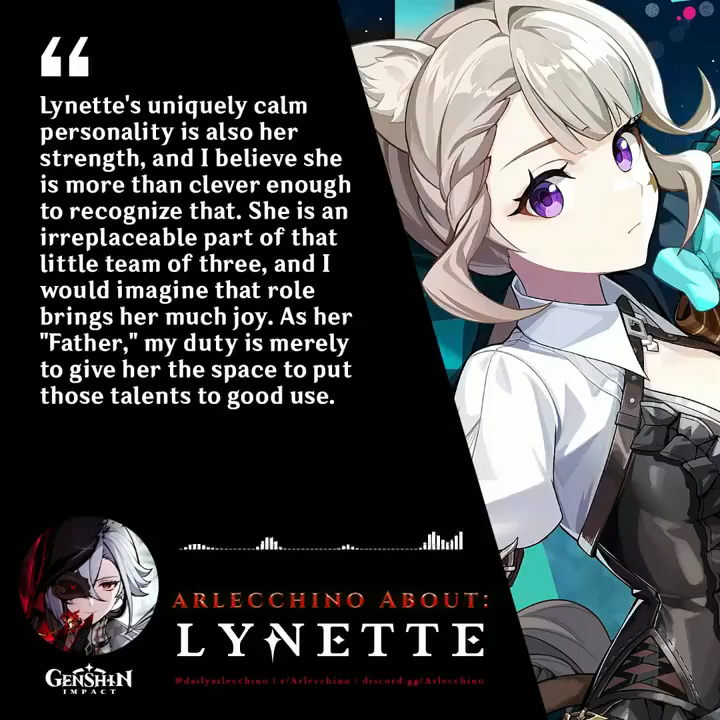 Lynette's uniquely calm
personality is also her
strength, and I believe she
is more than clever enough
to recognize that. She is an
irreplaceable part of that
little team of three, and I
would imagine that role
brings her much joy. As her
"Father," my duty is merely
to give her the space to put
those talents to good use.
ARLECCHINO ABOUT:
LYNETTE
GENSHIN
IMPACT
@dailyarlecchino | r/Arlecchino | discord gg/Arlecchino